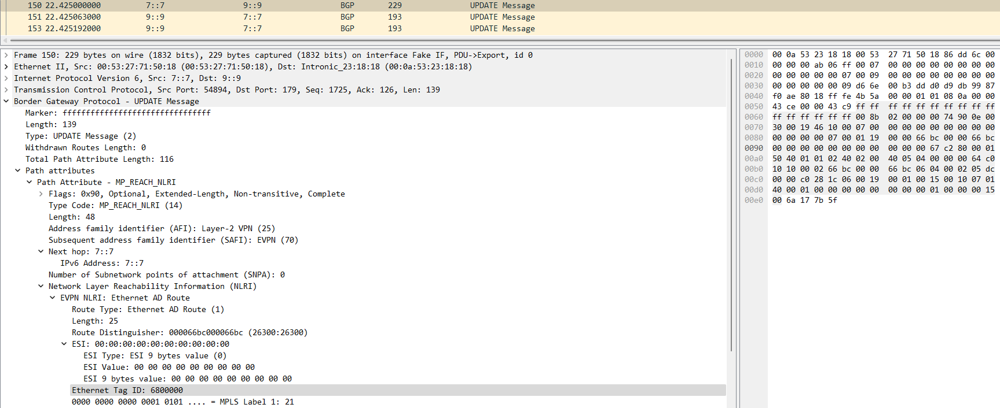 150 22.425000000 7::7 9::9 BGP 229 UPDATE Message
151 22.425063000 9::9 7::7 BGP 193 UPDATE Message
153 22.425192000 9::9 7::7 BGP 193 UPDATE Message
Frame 150: 229 bytes on wire (1832 bits), 229 bytes captured (1832 bits) on interface Fake IF, PDU->Export, id 0
Ethernet II, Src: 00:53:27:71:50:18 (00:53:27:71:50:18), Dst: Intronic_23:18:18 (00:0a:53:23:18:18)
Internet Protocol Version 6, Src: 7::7, Dst: 9::9
Transmission Control Protocol, Src Port: 54894, Dst Port: 179, Seq: 1725, Ack: 126, Len: 139
Border Gateway Protocol - UPDATE Message
Marker: ffffffffffffffffffffffffffffffff
Length: 139
Type: UPDATE Message (2)
Withdrawn Routes Length: 0
Total Path Attribute Length: 116
Path attributes
Path Attribute - MP_REACH_NLRI
Flags: 0x90, Optional, Extended-Length, Non-transitive, Complete
Type Code: MP_REACH_NLRI (14)
Length: 48
Address family identifier (AFI): Layer-2 VPN (25)
Subsequent address family identifier (SAFI): EVPN (70)
Next hop: 7::7
IPv6 Address: 7::7
Number of Subnetwork points of attachment (SNPA): 0
Network Layer Reachability Information (NLRI)
EVPN NLRI: Ethernet AD Route
Route Type: Ethernet AD Route (1)
Length: 25
Route Distinguisher: 000066bc000066bc (26300:26300)
ESI: 00:00:00:00:00:00:00:00:00:00
ESI Type: ESI 9 bytes value (0)
ESI Value: 00 00 00 00 00 00 00 00 00
ESI 9 bytes value: 00 00 00 00 00 00 00 00 00
Ethernet Tag ID: 6800000
0000 0000 0000 0001 0101 .... = MPLS Label 1: 21
0000 00 0a 53 23 18 18 00 53 27 71 50 18 86 dd 6c 00
0010 00 00 00 ab 06 ff 00 07 00 00 00 00 00 00 00 00
0020 00 00 00 00 00 07 00 09 00 00 00 00 00 00 00 00
0030 00 00 00 00 00 09 d6 6e 00 b3 dd d0 d9 db 99 87
0040 f0 ae 80 18 ff fe 4b 5a 00 00 01 01 08 0a 00 00
0050 43 ce 00 00 43 c9 ff ff ff ff ff ff ff ff ff ff
0060 ff ff ff ff ff ff 00 8b 02 00 00 00 74 90 0e 00
0070 30 00 19 46 10 00 07 00 00 00 00 00 00 00 00 00
0080 00 00 00 00 07 00 01 19 00 00 66 bc 00 00 66 bc
0090 00 00 00 00 00 00 00 00 00 00 00 67 c2 80 00 01
00a0 50 40 01 01 02 40 02 00 40 05 04 00 00 00 64 c0
00b0 10 10 00 02 66 bc 00 00 66 bc 06 04 00 02 05 dc
00c0 00 00 c0 28 1c 06 00 19 00 01 00 15 00 10 07 01
00d0 40 00 01 00 00 00 00 00 00 00 00 01 00 00 00 15
00e0 00 6a 17 7b 5f